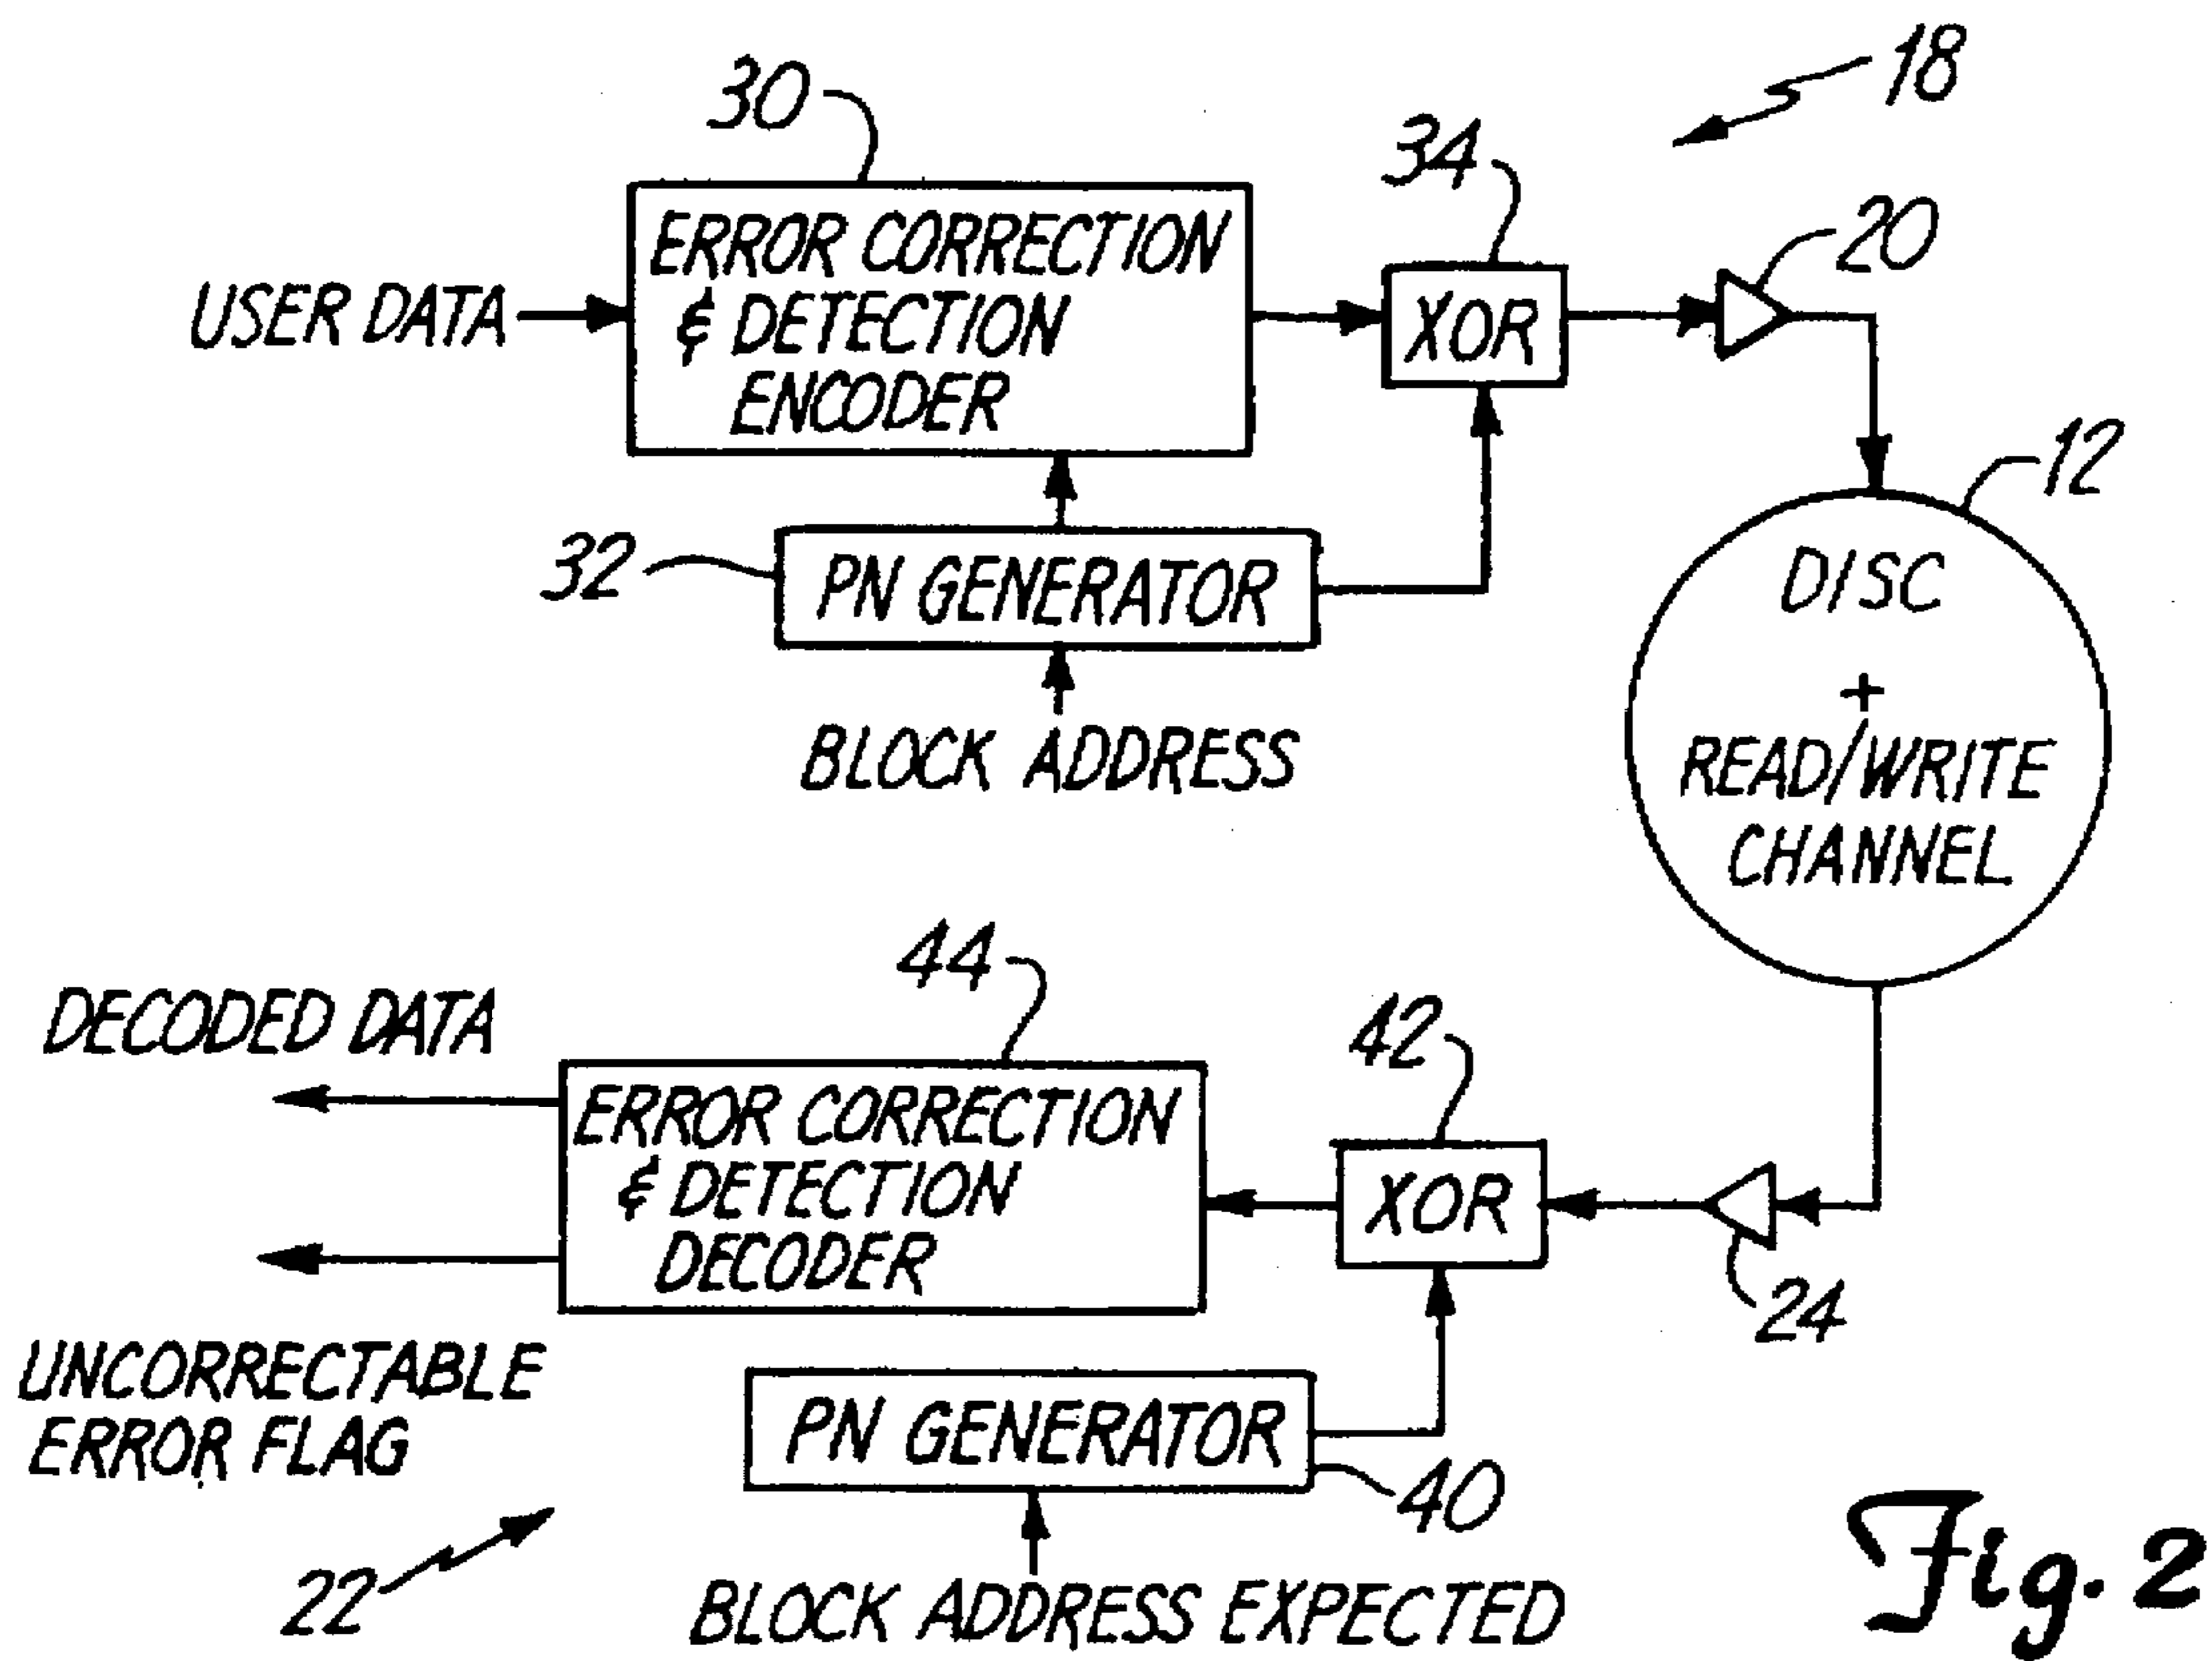 18
30
34
20
ERROR CORRECTION
& DETECTION
ENCODER
USER DATA
XOR
12
32
PN GENERATOR
BLOCK ADDRESS
DISC
+
READ/WRITE
CHANNEL
44
42
DECODED DATA
ERROR CORRECTION
& DETECTION
DECODER
XOR
24
UNCORRECTABLE
ERROR FLAG
PN GENERATOR
40
22
BLOCK ADDRESS EXPECTED
Fig. 2